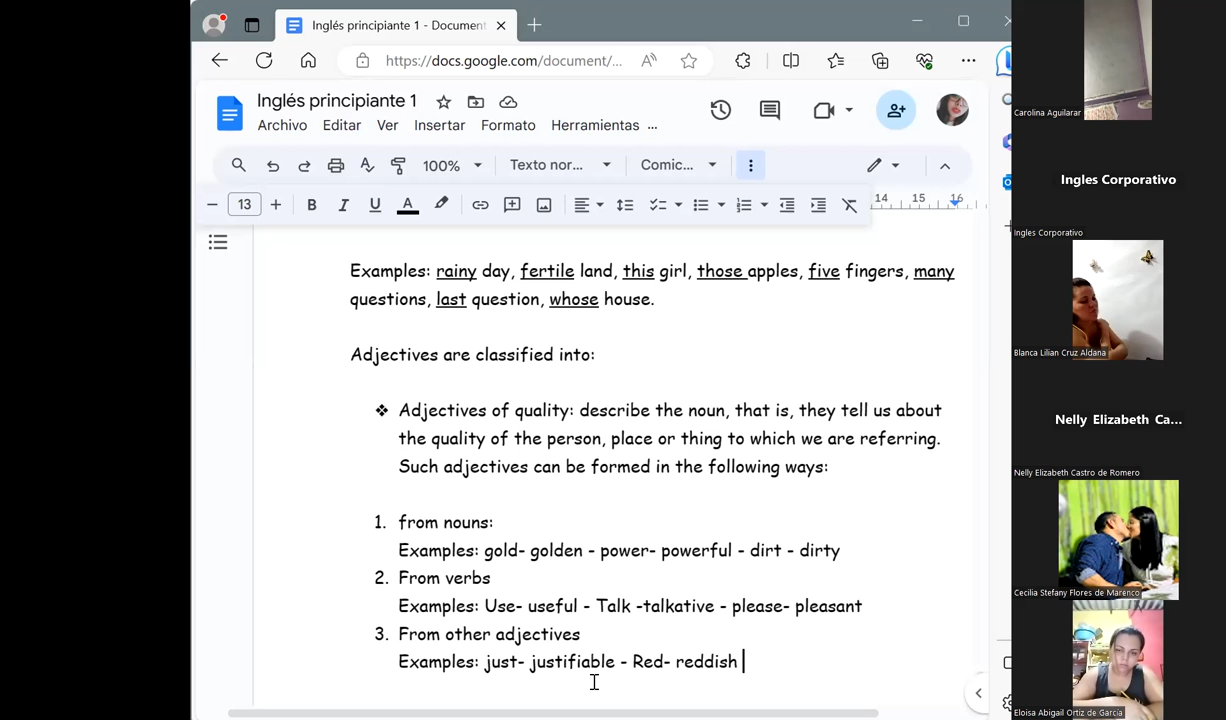 Inglés principiante 1 - Document
https://docs.google.com/document/...
Inglés principiante 1
Archivo Editar Ver Insertar Formato Herramientas ...
100% Texto nor... Comic...
13
14 15 16
Examples: rainy day, fertile land, this girl, those apples, five fingers, many
questions, last question, whose house.
Adjectives are classified into:
❖ Adjectives of quality: describe the noun, that is, they tell us about
the quality of the person, place or thing to which we are referring.
Such adjectives can be formed in the following ways:
1. from nouns:
Examples: gold- golden - power- powerful - dirt - dirty
2. From verbs
Examples: Use- useful - Talk -talkative - please- pleasant
3. From other adjectives
Examples: just- justifiable - Red- reddish
Carolina Aguilarar
Ingles Corporativo
Ingles Corporativo
Blanca Lilian Cruz Aldana
Nelly Elizabeth Ca...
Nelly Elizabeth Castro de Romero
Cecilia Stefany Flores de Marenco
Eloisa Abigail Ortiz de García